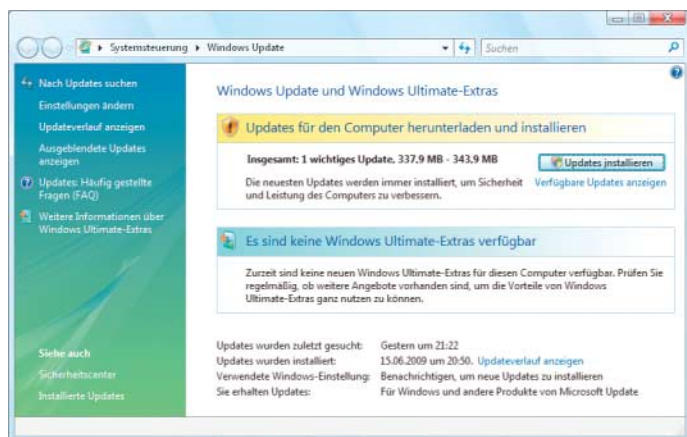 Systemsteuerung ▸ Windows Update
Suchen
Nach Updates suchen
Einstellungen ändern
Updateverlauf anzeigen
Ausgeblendete Updates
anzeigen
Updates: Häufig gestellte
Fragen (FAQ)
Weitere Informationen über
Windows Ultimate-Extras
Siehe auch
Sicherheitscenter
Installierte Updates
Windows Update und Windows Ultimate-Extras
Updates für den Computer herunterladen und installieren
Insgesamt: 1 wichtiges Update, 337,9 MB - 343,9 MB
Updates installieren
Die neuesten Updates werden immer installiert, um Sicherheit
und Leistung des Computers zu verbessern.
Verfügbare Updates anzeigen
Es sind keine Windows Ultimate-Extras verfügbar
Zurzeit sind keine neuen Windows Ultimate-Extras für diesen Computer verfügbar. Prüfen Sie
regelmäßig, ob weitere Angebote vorhanden sind, um die Vorteile von Windows
Ultimate-Extras ganz nutzen zu können.
Updates wurden zuletzt gesucht: Gestern um 21:22
Updates wurden installiert: 15.06.2009 um 20:50. Updateverlauf anzeigen
Verwendete Windows-Einstellung: Benachrichtigen, um neue Updates zu installieren
Sie erhalten Updates: Für Windows und andere Produkte von Microsoft Update